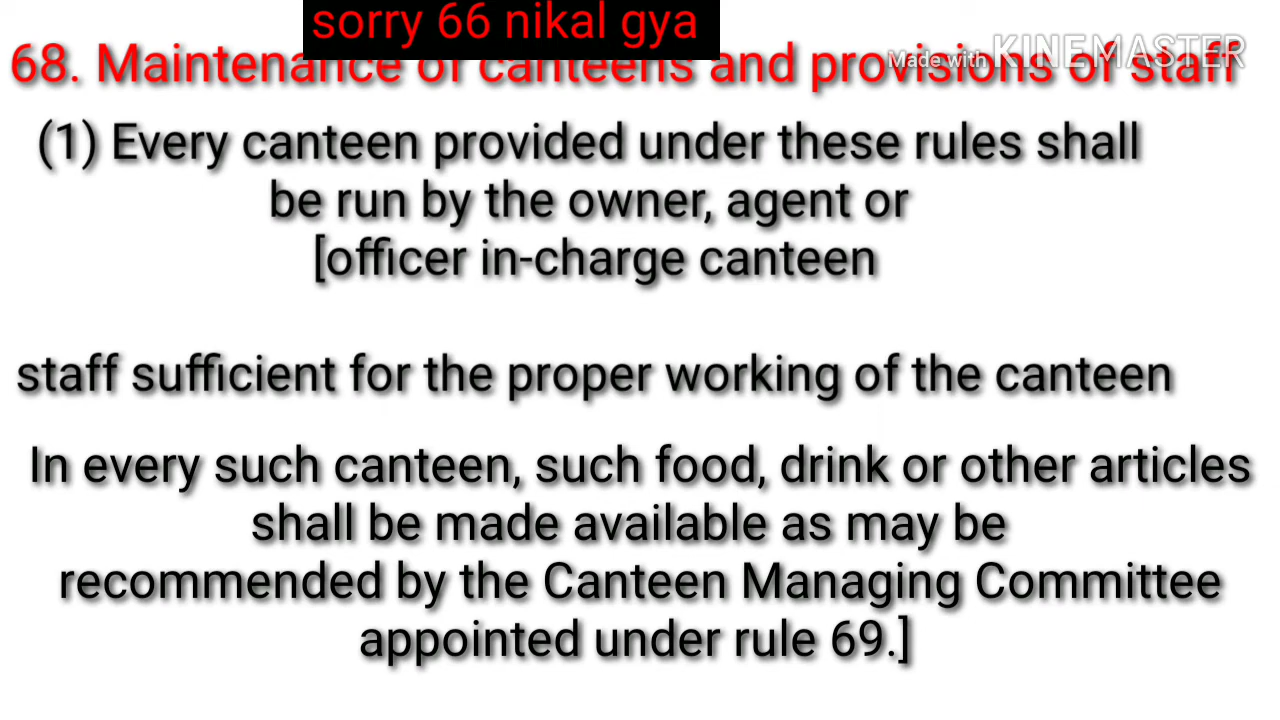 sorry 66 nikal gya
68. Maintenance of canteens and provisions of staff
Made with KINEMASTER
(1) Every canteen provided under these rules shall
be run by the owner, agent or
[officer in-charge canteen
staff sufficient for the proper working of the canteen
In every such canteen, such food, drink or other articles
shall be made available as may be
recommended by the Canteen Managing Committee
appointed under rule 69.]